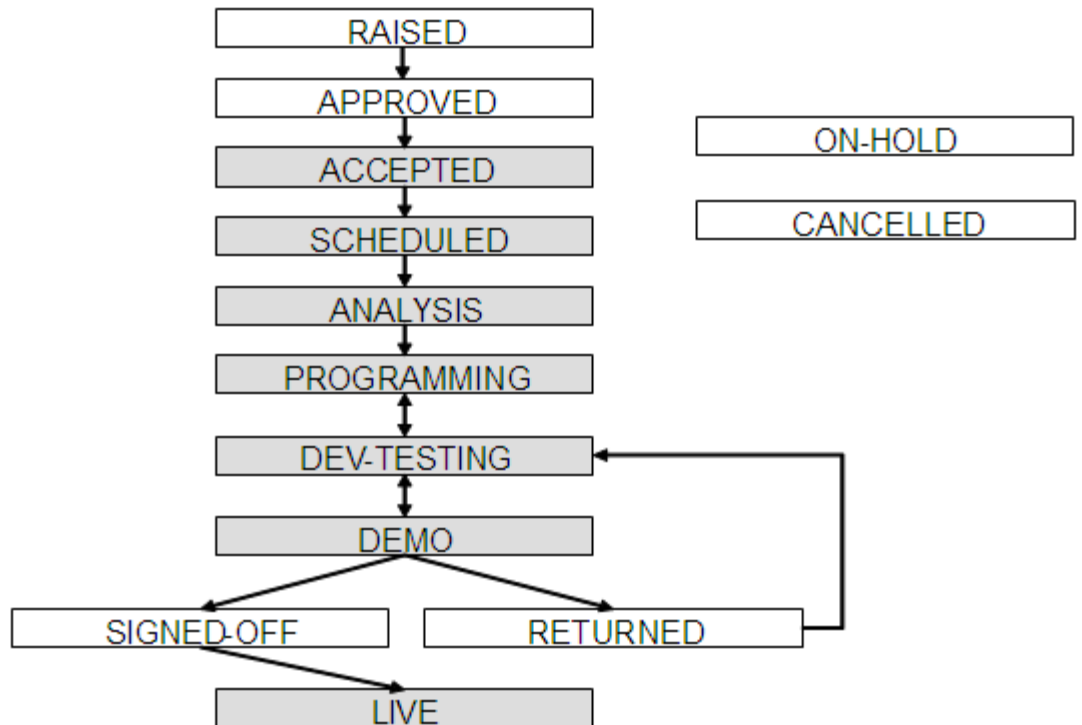 RAISED
APPROVED
ON-HOLD
ACCEPTED
CANCELLED
SCHEDULED
ANALYSIS
PROGRAMMING
DEV-TESTING
DEMO
SIGNED-OFF
RETURNED
LIVE